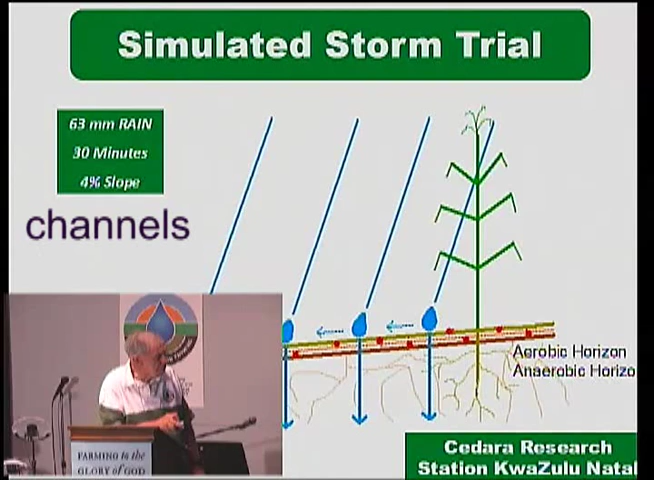 Simulated Storm Trial
63 mm RAIN
30 Minutes
4% Slope
channels
Aerobic Horizon
Anaerobic Horizo
FARMING to the
GLORY of GOD
Cedara Research
Station KwaZulu Natal